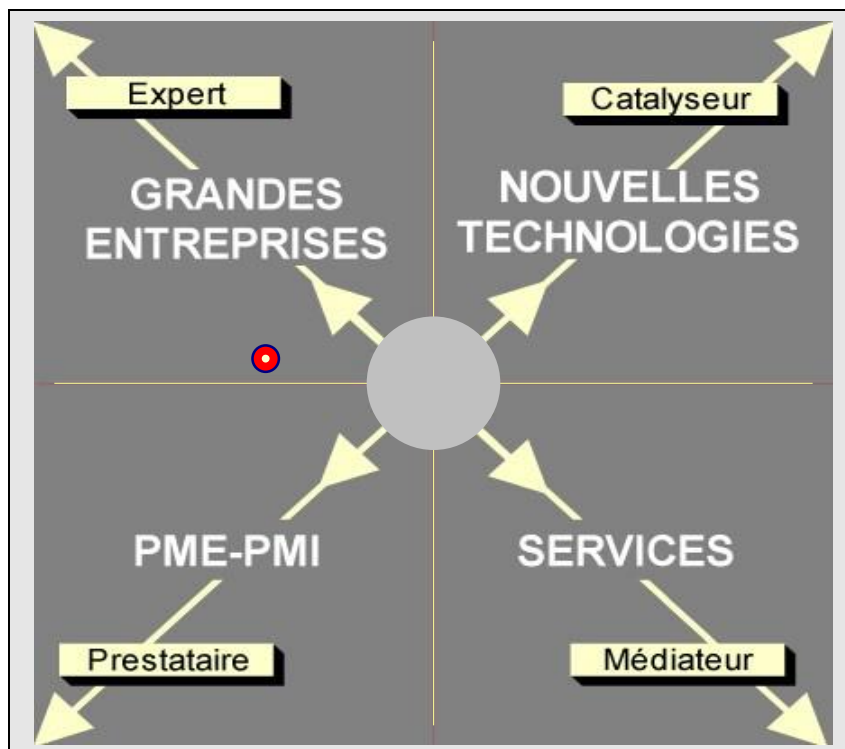 Expert
Catalyseur
GRANDES
ENTREPRISES
NOUVELLES
TECHNOLOGIES
PME-PMI
SERVICES
Prestataire
Médiateur